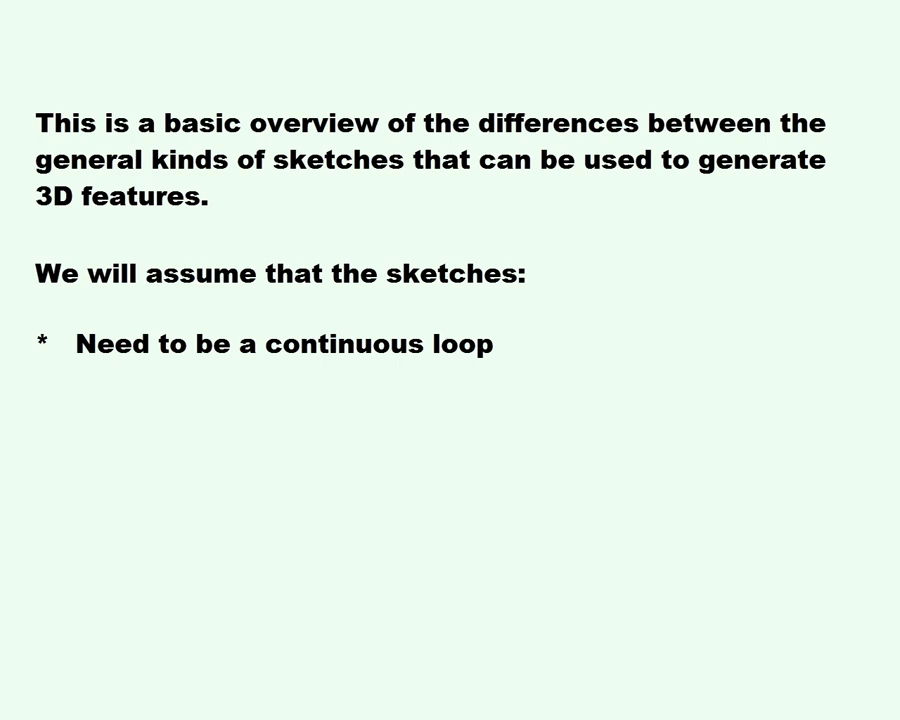 This is a basic overview of the differences between the
general kinds of sketches that can be used to generate
3D features.
We will assume that the sketches:
* Need to be a continuous loop